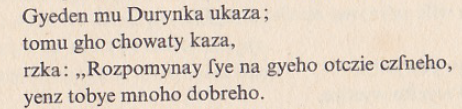 Gyeden mu Durynka ukaza;
tomu gho chowaty kaza,
rzka: „Rozpomynay ſye na gyeho otczie czſneho,
yenz tobye mnoho dobreho.